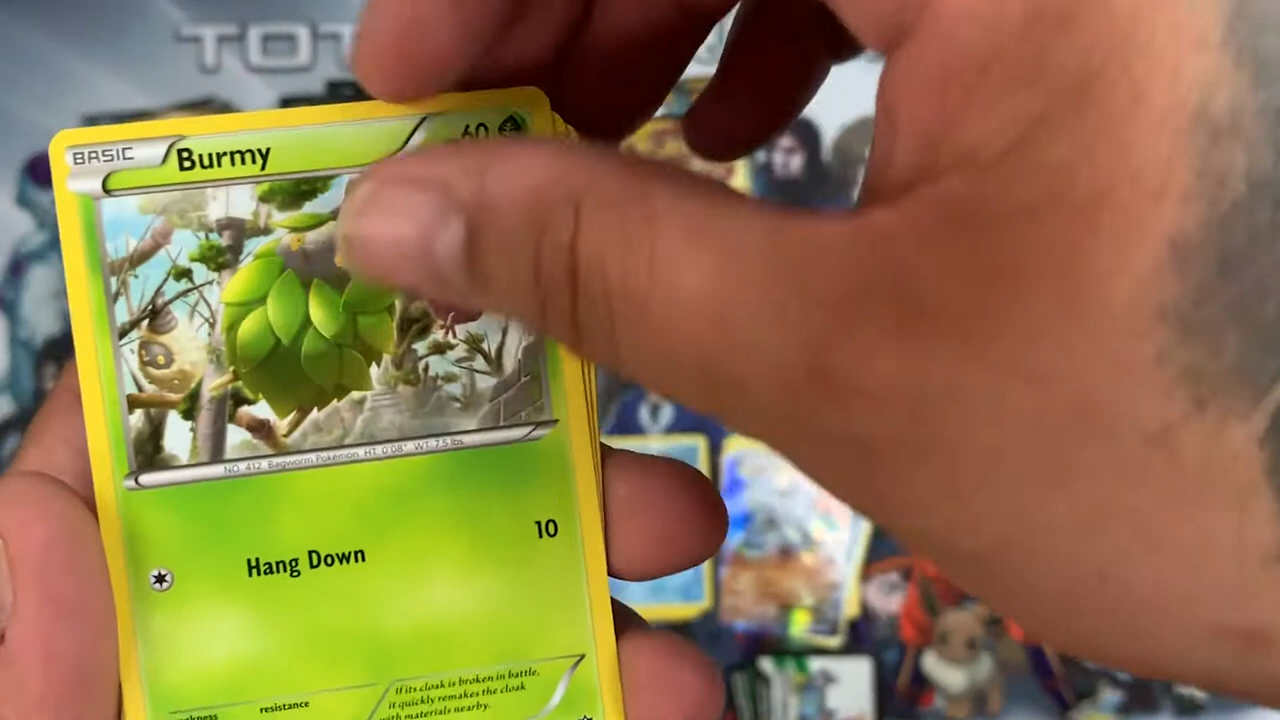 TOT
BASIC Burmy 60
NO. 412 Bagworm Pokémon HT. 0'08" WT. 7.5 lbs
Hang Down 10
resistance
If its cloak is broken in battle,
it quickly remakes the cloak
with materials nearby.